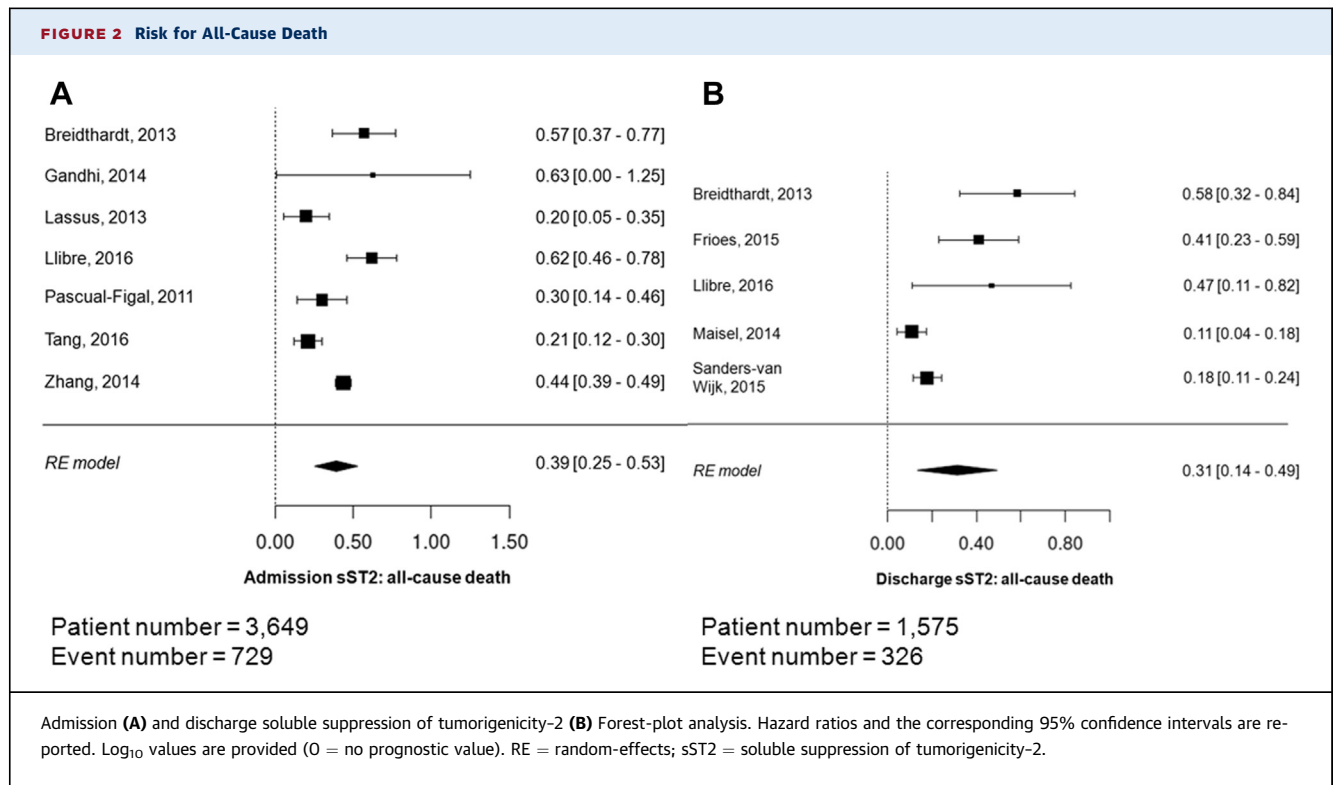 FIGURE 2 Risk for All-Cause Death
A
Breidthardt, 2013 0.57 [0.37 - 0.77]
Gandhi, 2014 0.63 [0.00 - 1.25]
Lassus, 2013 0.20 [0.05 - 0.35]
Llibre, 2016 0.62 [0.46 - 0.78]
Pascual-Figal, 2011 0.30 [0.14 - 0.46]
Tang, 2016 0.21 [0.12 - 0.30]
Zhang, 2014 0.44 [0.39 - 0.49]
RE model 0.39 [0.25 - 0.53]
0.00 0.50 1.00 1.50
Admission sST2: all-cause death
Patient number = 3,649
Event number = 729
B
Breidthardt, 2013 0.58 [0.32 - 0.84]
Frioes, 2015 0.41 [0.23 - 0.59]
Llibre, 2016 0.47 [0.11 - 0.82]
Maisel, 2014 0.11 [0.04 - 0.18]
Sanders-van
Wijk, 2015 0.18 [0.11 - 0.24]
RE model 0.31 [0.14 - 0.49]
0.00 0.40 0.80
Discharge sST2: all-cause death
Patient number = 1,575
Event number = 326
Admission (A) and discharge soluble suppression of tumorigenicity-2 (B) Forest-plot analysis. Hazard ratios and the corresponding 95% confidence intervals are re-
ported. Log₁₀ values are provided (0 = no prognostic value). RE = random-effects; sST2 = soluble suppression of tumorigenicity-2.